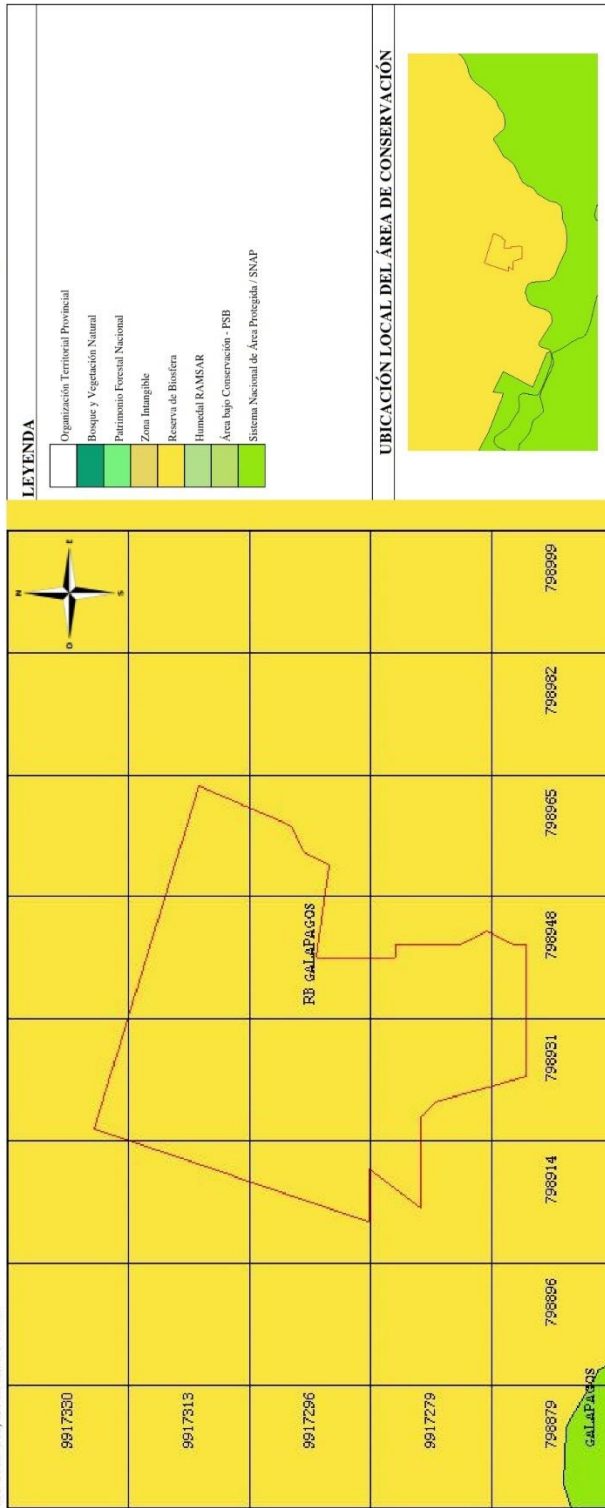 LEYENDA
Organización Territorial Provincial
Bosque y Vegetación Natural
Patrimonio Forestal Nacional
Zona Intangible
Reserva de Biosfera
Humedal RAMSAR
Área bajo Conservación - PSB
Sistema Nacional de Área Protegida / SNAP
UBICACIÓN LOCAL DEL ÁREA DE CONSERVACIÓN
N
O
E
S
9917330
9917313
RB GALAPAGOS
9917296
9917279
798879
798896
798914
798931
798948
798965
798982
798999
GALAPAGOS